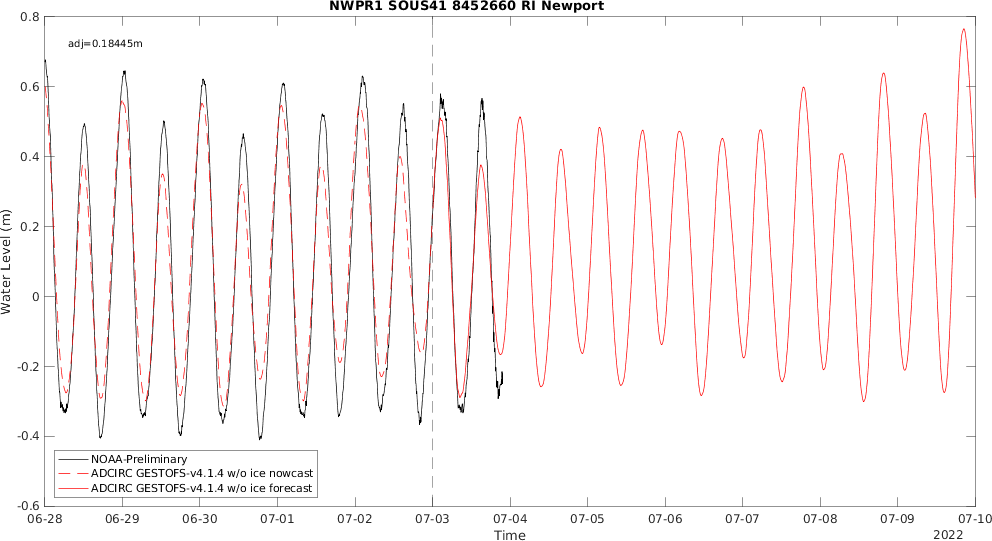 NWPR1 SOUS41 8452660 RI Newport
adj=0.18445m
Water Level (m)
0.8
0.6
0.4
0.2
0
-0.2
-0.4
-0.6
NOAA-Preliminary
ADCIRC GESTOFS-v4.1.4 w/o ice nowcast
ADCIRC GESTOFS-v4.1.4 w/o ice forecast
06-28 06-29 06-30 07-01 07-02 07-03 07-04 07-05 07-06 07-07 07-08 07-09 07-10
Time
2022